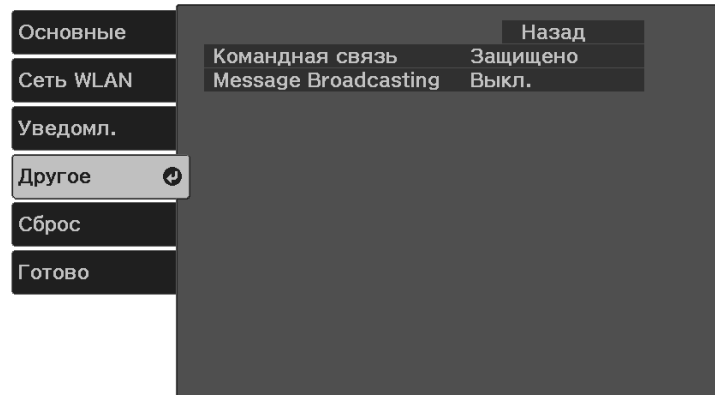 Основные
Сеть WLAN
Уведомл.
Другое
Сброс
Готово
Назад
Командная связь Защищено
Message Broadcasting Выкл.